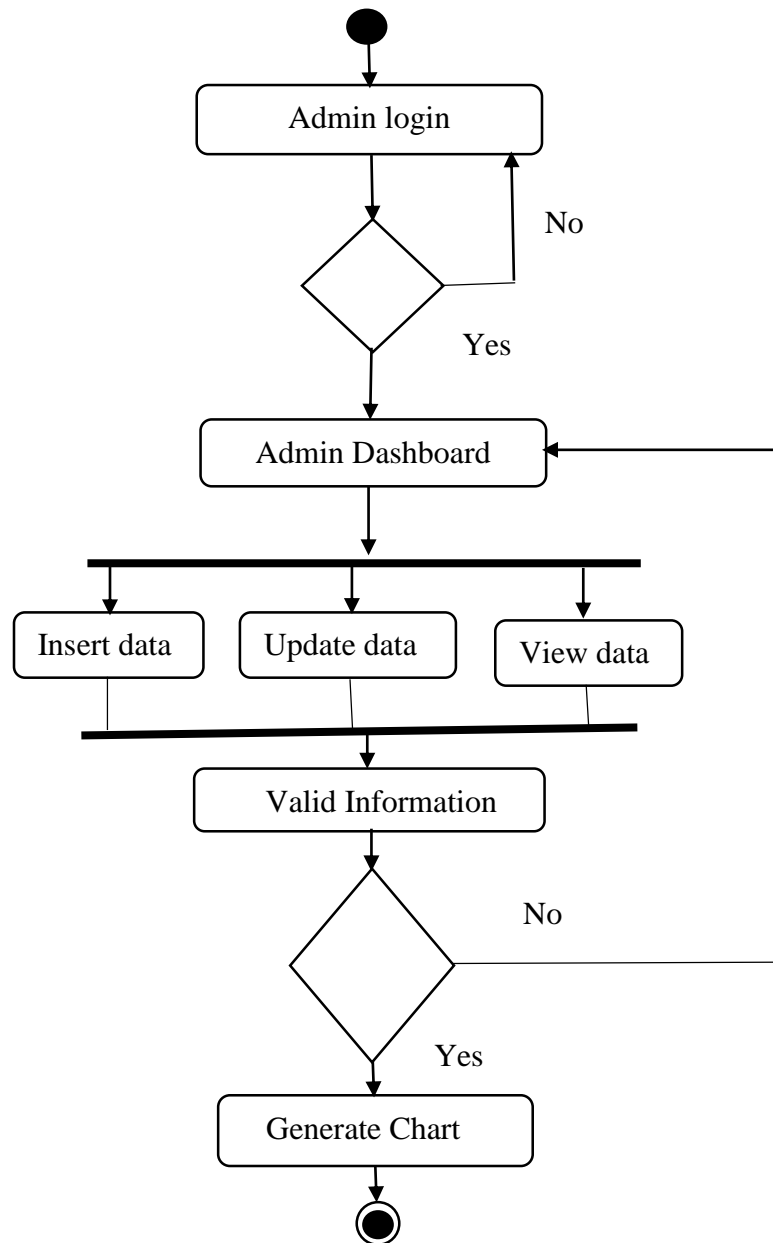 Admin login
No
Yes
Admin Dashboard
Insert data
Update data
View data
Valid Information
No
Yes
Generate Chart